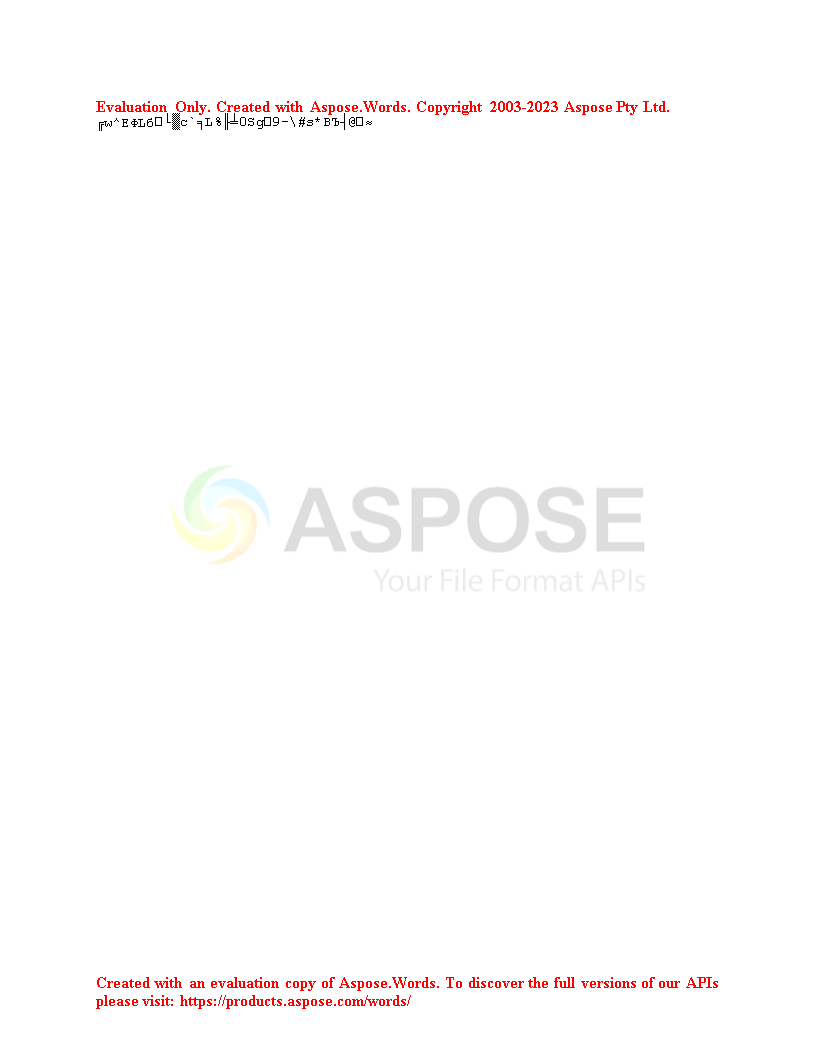 Evaluation Only. Created with Aspose.Words. Copyright 2003-2023 Aspose Pty Ltd.
╔w^EФLб□└▒c`╕L%╟╧0Sg□9-\#s*BЪ┤@□≈
ASPOSE
Your File Format APIs
Created with an evaluation copy of Aspose.Words. To discover the full versions of our APIs
please visit: https://products.aspose.com/words/